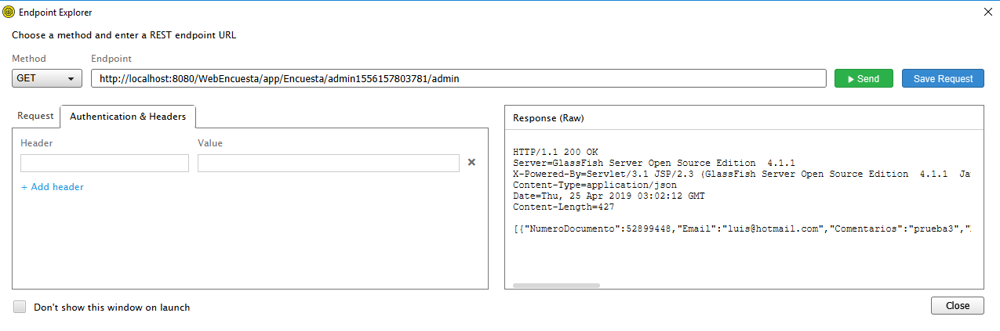 Endpoint Explorer
Choose a method and enter a REST endpoint URL
Method Endpoint
GET http://localhost:8080/WebEncuesta/app/Encuesta/admin1556157803781/admin Send Save Request
Request Authentication & Headers
Header Value
+ Add header
Response (Raw)
HTTP/1.1 200 OK
Server=GlassFish Server Open Source Edition  4.1.1
X-Powered-By=Servlet/3.1 JSP/2.3 (GlassFish Server Open Source Edition  4.1.1  Ja
Content-Type=application/json
Date=Thu, 25 Apr 2019 03:02:12 GMT
Content-Length=427
[{"NumeroDocumento":52899448,"Email":"luis@hotmail.com","Comentarios":"prueba3","
Don't show this window on launch
Close